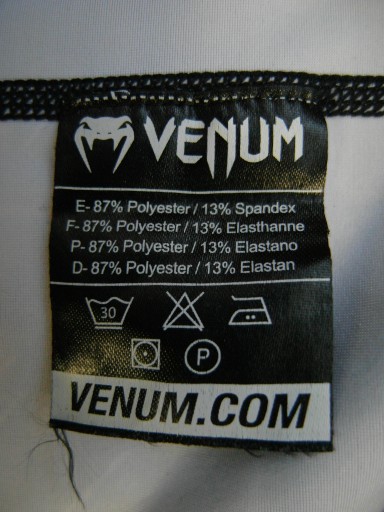 VENUM
E- 87% Polyester / 13% Spandex
F- 87% Polyester / 13% Elasthanne
P- 87% Polyester / 13% Elastano
D- 87% Polyester / 13% Elastan
30
P
VENUM.COM